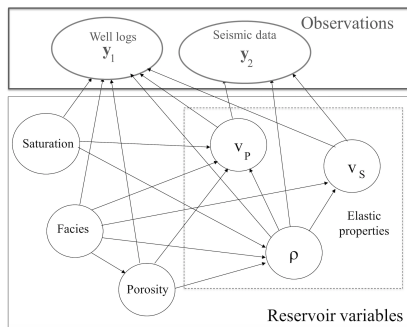 Observations
Well logs
y1
Seismic data
y2
Saturation
vP
vS
Facies
Elastic
properties
ρ
Porosity
Reservoir variables